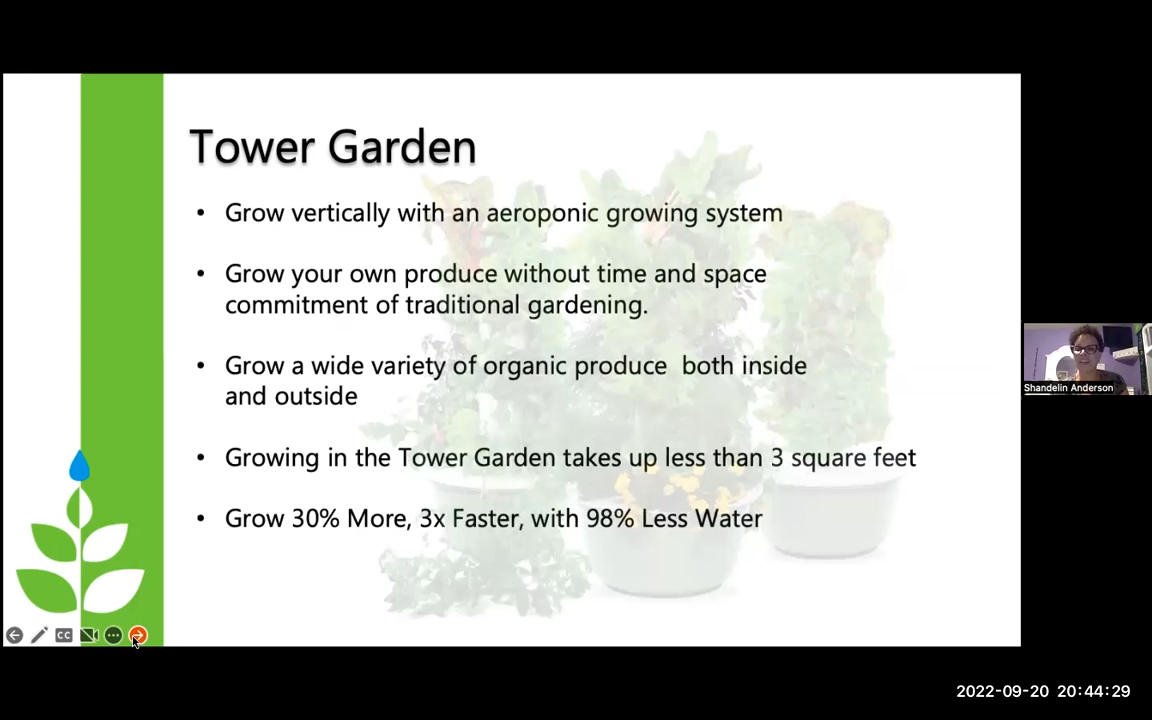 Tower Garden
• Grow vertically with an aeroponic growing system
• Grow your own produce without time and space
commitment of traditional gardening.
• Grow a wide variety of organic produce  both inside
and outside
• Growing in the Tower Garden takes up less than 3 square feet
• Grow 30% More, 3x Faster, with 98% Less Water
CC
Shandelin Anderson
2022-09-20 20:44:29